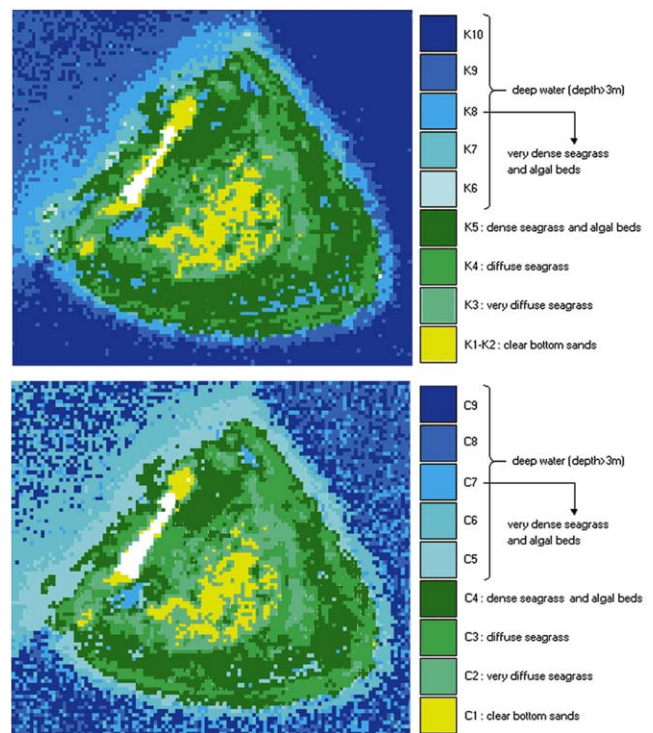 K10
K9
deep water (depth>3m)
K8
K7
very dense seagrass
and algal beds
K6
K5 : dense seagrass and algal beds
K4 : diffuse seagrass
K3 : very diffuse seagrass
K1-K2 : clear bottom sands
C9
C8
deep water (depth>3m)
C7
C6
very dense seagrass
and algal beds
C5
C4 : dense seagrass and algal beds
C3 : diffuse seagrass
C2 : very diffuse seagrass
C1 : clear bottom sands